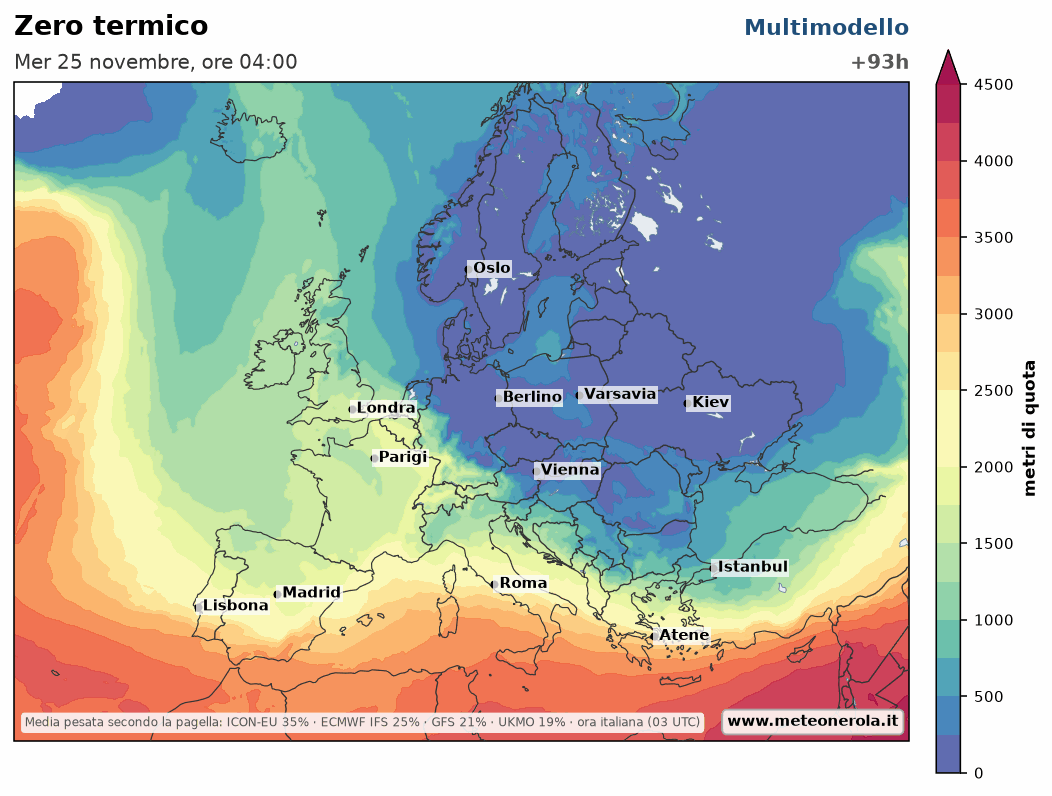 Zero termico
Multimodello
Mer 25 novembre, ore 04:00
+93h
4500
4000
3500
3000
2500
2000
1500
1000
500
0
metri di quota
Oslo
Berlino
Varsavia
Kiev
Londra
Parigi
Vienna
Istanbul
Roma
Madrid
Lisbona
Atene
Media pesata secondo la pagella: ICON-EU 35% · ECMWF IFS 25% · GFS 21% · UKMO 19% · ora italiana (03 UTC)
www.meteonerola.it